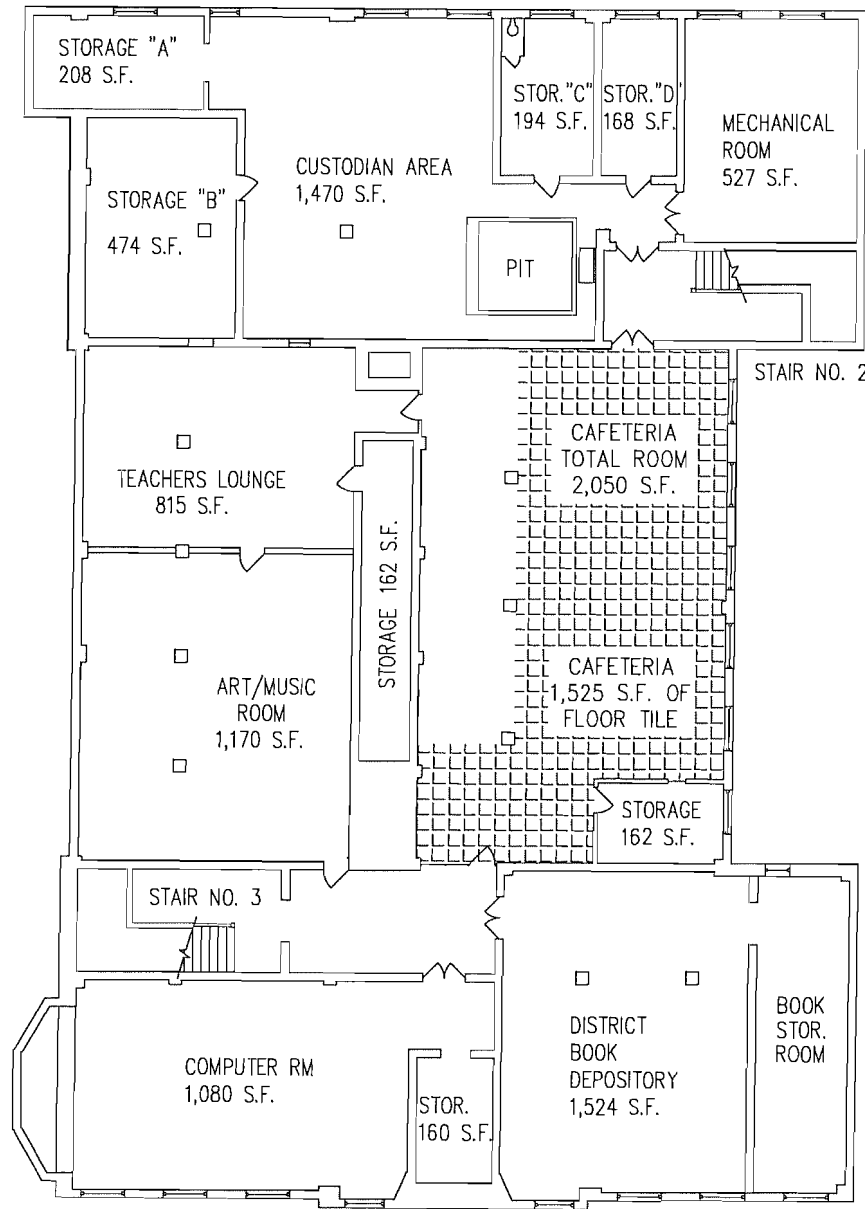 STORAGE "A"
208 S.F.
STOR."C"
194 S.F.
STOR."D"
168 S.F.
MECHANICAL
ROOM
527 S.F.
CUSTODIAN AREA
1,470 S.F.
STORAGE "B"
474 S.F.
PIT
STAIR NO. 2
CAFETERIA
TOTAL ROOM
2,050 S.F.
TEACHERS LOUNGE
815 S.F.
STORAGE 162 S.F.
CAFETERIA
1,525 S.F. OF
FLOOR TILE
ART/MUSIC
ROOM
1,170 S.F.
STORAGE
162 S.F.
STAIR NO. 3
COMPUTER RM
1,080 S.F.
STOR.
160 S.F.
DISTRICT
BOOK
DEPOSITORY
1,524 S.F.
BOOK
STOR.
ROOM